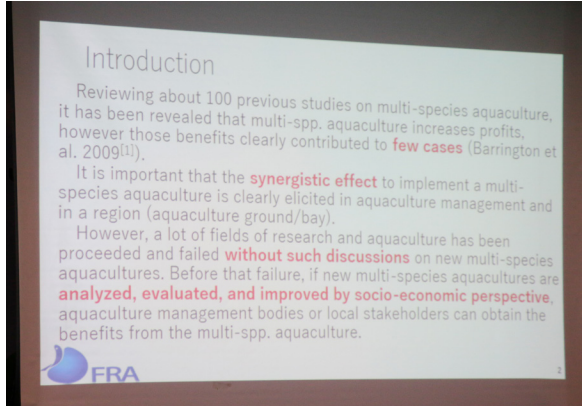 Introduction
Reviewing about 100 previous studies on multi-species aquaculture,
it has been revealed that multi-spp. aquaculture increases profits,
however those benefits clearly contributed to few cases (Barrington et
al. 2009[1]).
It is important that the synergistic effect to implement a multi-
species aquaculture is clearly elicited in aquaculture management and
in a region (aquaculture ground/bay).
However, a lot of fields of research and aquaculture has been
proceeded and failed without such discussions on new multi-species
aquacultures. Before that failure, if new multi-species aquacultures are
analyzed, evaluated, and improved by socio-economic perspective,
aquaculture management bodies or local stakeholders can obtain the
benefits from the multi-spp. aquaculture.
FRA
2